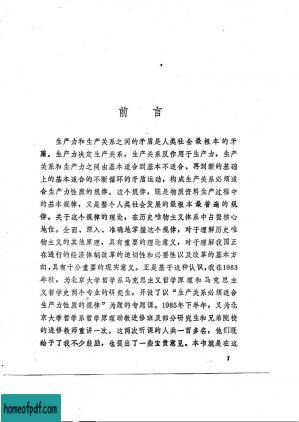 前言
生产力和生产关系之间的矛盾是人类社会最根本的矛
盾。生产力决定生产关系,生产关系反作用于生产力,生产
关系和生产力之间由基本适合到基本不适合、再到新的基础
上的基本适合的不断循环的矛盾运动,构成生产关系必须适
合生产力性质的规律。这个规律,既是物质资料生产过程中
的基本规律,又是整个人类社会发展的最根本最普遍的规
律。关于这个规律的理论,在历史唯物主义体系中占据核心
地位。全面、深入、准确地掌握这个规律,对于理解历史唯
物主义的其他原理,具有重要的理论意义,对于理解我国正
在进行的经济体制改革的迫切性和必要性以及改革的基本方
向,具有十分重要的现实意义。正是基于这种认识,我在1983
年秋,为北京大学哲学系马克思主义哲学原理和马克思主
义哲学史两个专业的研究生,开设了以“生产关系必须适合
生产力性质的规律”为题的专题课。1985年下半年,又为北
京大学哲学系哲学原理助教进修班及部分研究生和兄弟院校
的进修教师重讲一次。这两次听课的人共一百多名,他们既
给予了我不少鼓励,也提出了一些宝贵意见。本书就是在这
1
homeofpdf.com